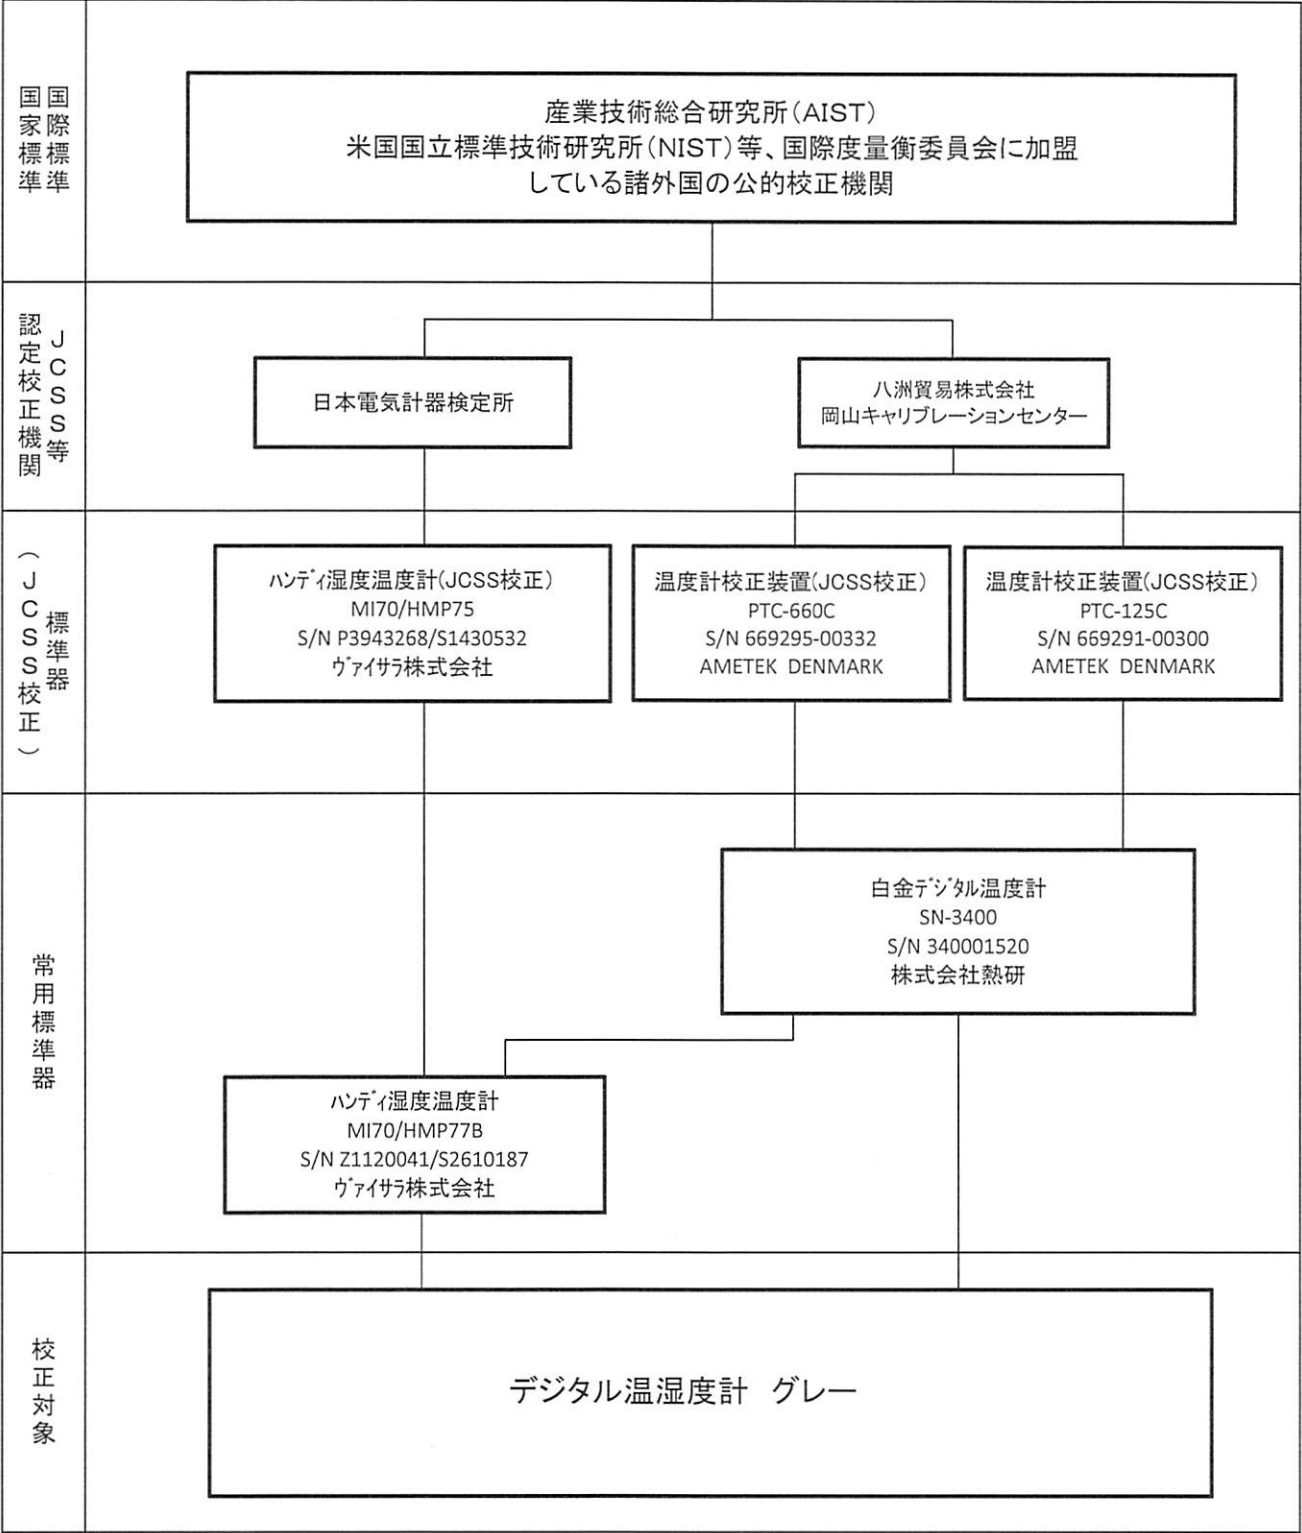 国際標準
国家標準
産業技術総合研究所(AIST)
米国国立標準技術研究所(NIST)等、国際度量衡委員会に加盟
している諸外国の公的校正機関
JCSS等
認定校正機関
日本電気計器検定所
八洲貿易株式会社
岡山キャリブレーションセンター
標準器
(JCSS校正)
ﾊﾝﾃﾞｨ湿度温度計(JCSS校正)
MI70/HMP75
S/N P3943268/S1430532
ヴァイサラ株式会社
温度計校正装置(JCSS校正)
PTC-660C
S/N 669295-00332
AMETEK DENMARK
温度計校正装置(JCSS校正)
PTC-125C
S/N 669291-00300
AMETEK DENMARK
常用標準器
白金ﾃﾞｼﾞﾀﾙ温度計
SN-3400
S/N 340001520
株式会社熱研
ﾊﾝﾃﾞｨ湿度温度計
MI70/HMP77B
S/N Z1120041/S2610187
ヴァイサラ株式会社
校正対象
デジタル温湿度計　グレー